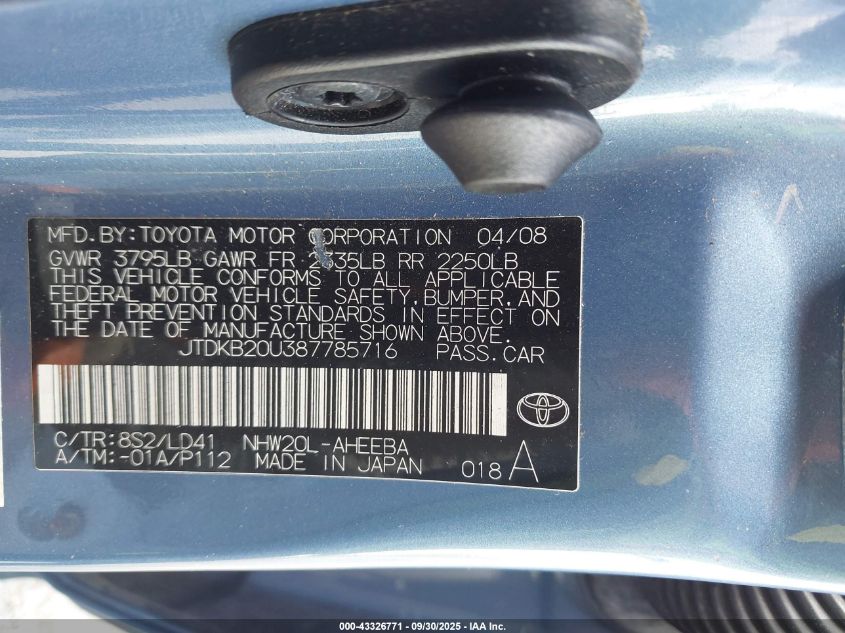 MFD.BY:TOYOTA MOTOR CORPORATION 04/08
GVWR 3795LB GAWR FR LB RR 2250LB
THIS VEHICLE CONFORMS TO ALL APPLICABLE
FEDERAL MOTOR VEHICLE SAFETY,BUMPER,AND
THEFT PREVENTION STANDARDS IN EFFECT ON
THE DATE OF MANUFACTURE SHOWN ABOVE.
JTDKB20U387785716 PASS.CAR
C/TR:8S2/LD41 NHW20L-AHEEBA
A/TM:-01A/P112 MADE IN JAPAN 018 A
000-43326771 | 09/30/2025 - IAA Inc.